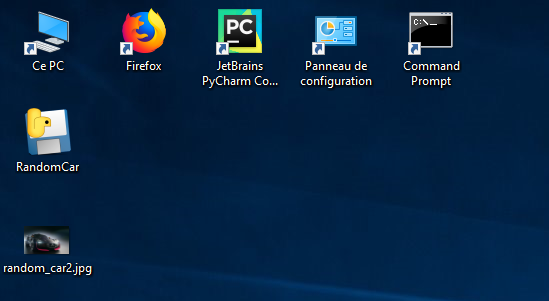 Ce PC
Firefox
PC
JetBrains
PyCharm Co...
Panneau de
configuration
C:\.
Command
Prompt
RandomCar
random_car2.jpg